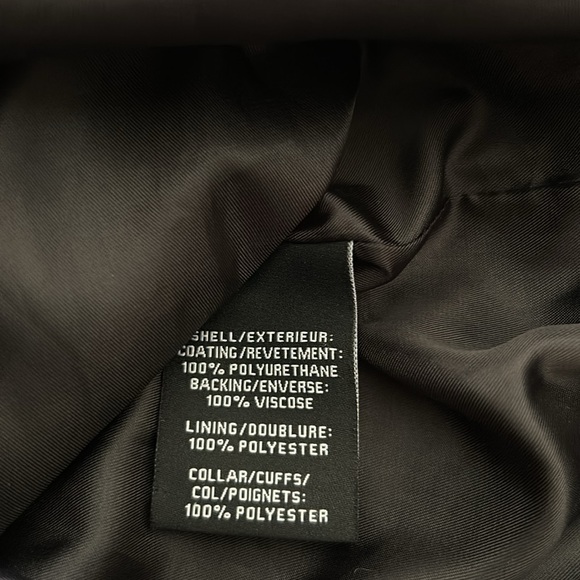 SHELL/EXTERIEUR:
COATING/REVETEMENT:
100% POLYURETHANE
BACKING/ENVERSE:
100% VISCOSE
LINING/DOUBLURE:
100% POLYESTER
COLLAR/CUFFS/
COL/POIGNETS:
100% POLYESTER